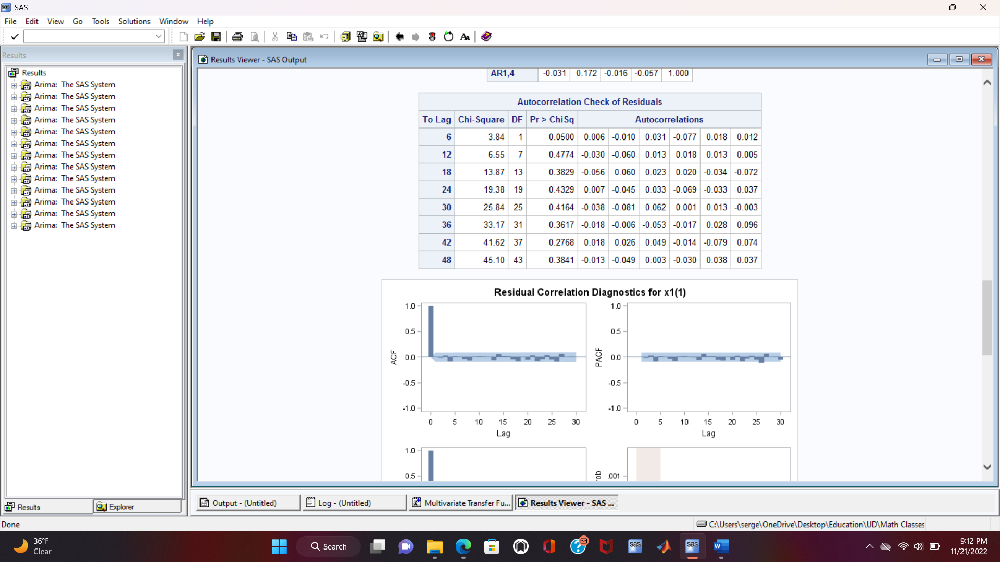 SAS
File Edit View Go Tools Solutions Window Help
Results
Results
Arima: The SAS System
Arima: The SAS System
Arima: The SAS System
Arima: The SAS System
Arima: The SAS System
Arima: The SAS System
Arima: The SAS System
Arima: The SAS System
Arima: The SAS System
Arima: The SAS System
Arima: The SAS System
Arima: The SAS System
Arima: The SAS System
Results Explorer
Results Viewer - SAS Output
AR1,4 -0.031 0.172 -0.016 -0.057 1.000
Autocorrelation Check of Residuals
To Lag Chi-Square DF Pr > ChiSq Autocorrelations
6 3.84 1 0.0500 0.006 -0.010 0.031 -0.077 0.018 0.012
12 6.55 7 0.4774 -0.030 -0.060 0.013 0.018 0.013 0.005
18 13.87 13 0.3829 -0.056 0.060 0.023 0.020 -0.034 -0.072
24 19.38 19 0.4329 0.007 -0.045 0.033 -0.069 -0.033 0.037
30 25.84 25 0.4164 -0.038 -0.081 0.062 0.001 0.013 -0.003
36 33.17 31 0.3617 -0.018 -0.006 -0.053 -0.017 0.028 0.096
42 41.62 37 0.2768 0.018 0.026 0.049 -0.014 -0.079 0.074
48 45.10 43 0.3841 -0.013 -0.049 0.003 -0.030 0.038 0.037
Residual Correlation Diagnostics for x1(1)
1.0
0.5
0.0
-0.5
-1.0
ACF
0 5 10 15 20 25 30
Lag
1.0
0.5
0.0
-0.5
-1.0
PACF
0 5 10 15 20 25 30
Lag
1.0
0.5
ob
.001
Output - (Untitled) Log - (Untitled) Multivariate Transfer Fu... Results Viewer - SAS ...
Done
C:\Users\serge\OneDrive\Desktop\Education\UD\Math Classes
36°F
Clear
Search
sas
sas
W
9:12 PM
11/21/2022